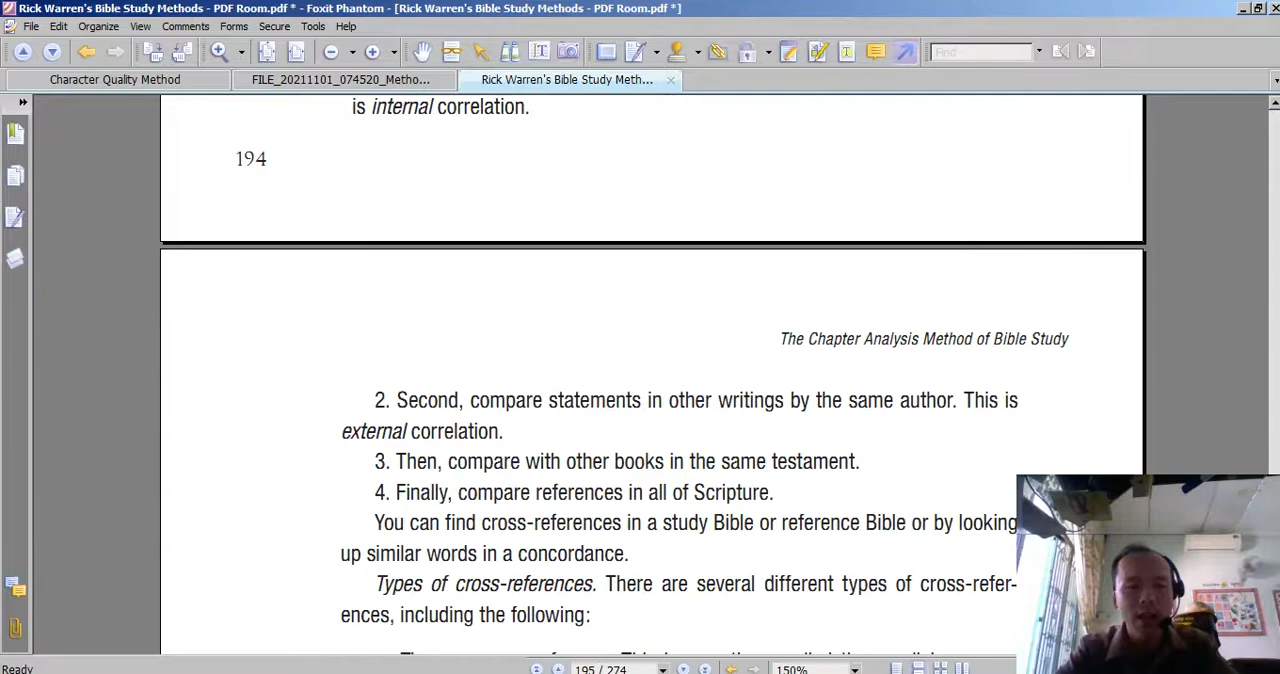 Rick Warren's Bible Study Methods - PDF Room.pdf * - Foxit Phantom - [Rick Warren's Bible Study Methods - PDF Room.pdf *]
File Edit Organize View Comments Forms Secure Tools Help
Find
Character Quality Method FILE_20211101_074520_Metho... Rick Warren's Bible Study Meth...
is internal correlation.
194
The Chapter Analysis Method of Bible Study
2. Second, compare statements in other writings by the same author. This is
external correlation.
3. Then, compare with other books in the same testament.
4. Finally, compare references in all of Scripture.
You can find cross-references in a study Bible or reference Bible or by looking
up similar words in a concordance.
Types of cross-references. There are several different types of cross-refer-
ences, including the following:
Ready 195 / 274 150%